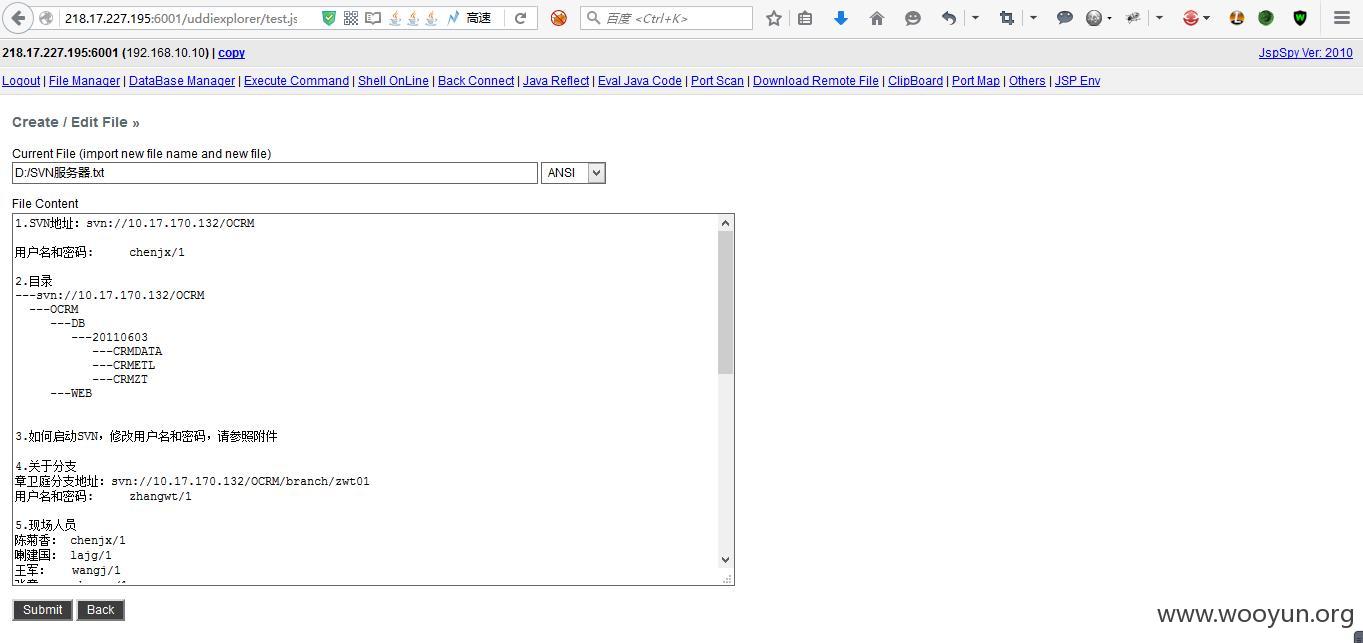 218.17.227.195:6001/uddiexplorer/test.js
高速
百度 <Ctrl+K>
218.17.227.195:6001 (192.168.10.10) | copy
JspSpy Ver: 2010
Logout | File Manager | DataBase Manager | Execute Command | Shell OnLine | Back Connect | Java Reflect | Eval Java Code | Port Scan | Download Remote File | ClipBoard | Port Map | Others | JSP Env
Create / Edit File »
Current File (import new file name and new file)
D:/SVN服务器.txt
ANSI
File Content
1.SVN地址：svn://10.17.170.132/OCRM
用户名和密码： chenjx/1
2.目录
---svn://10.17.170.132/OCRM
---OCRM
---DB
---20110603
---CRMDATA
---CRMETL
---CRMZT
---WEB
3.如何启动SVN，修改用户名和密码，请参照附件
4.关于分支
章卫庭分支地址：svn://10.17.170.132/OCRM/branch/zwt01
用户名和密码： zhangwt/1
5.现场人员
陈菊香： chenjx/1
喇建国： lajg/1
王军： wangj/1
Submit
Back
www.wooyun.org